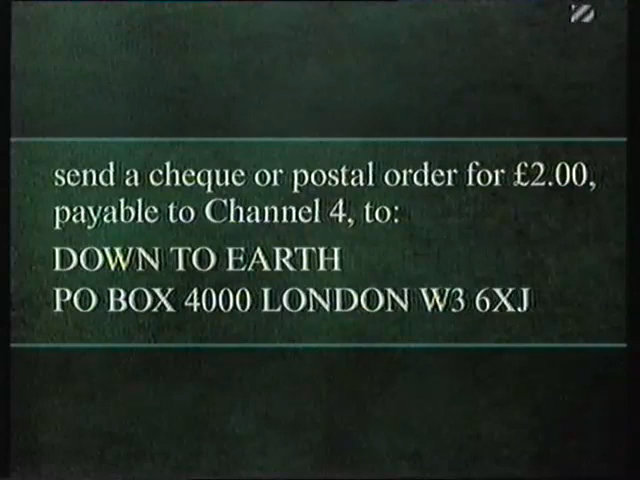 send a cheque or postal order for £2.00,
payable to Channel 4, to:
DOWN TO EARTH
PO BOX 4000 LONDON W3 6XJ